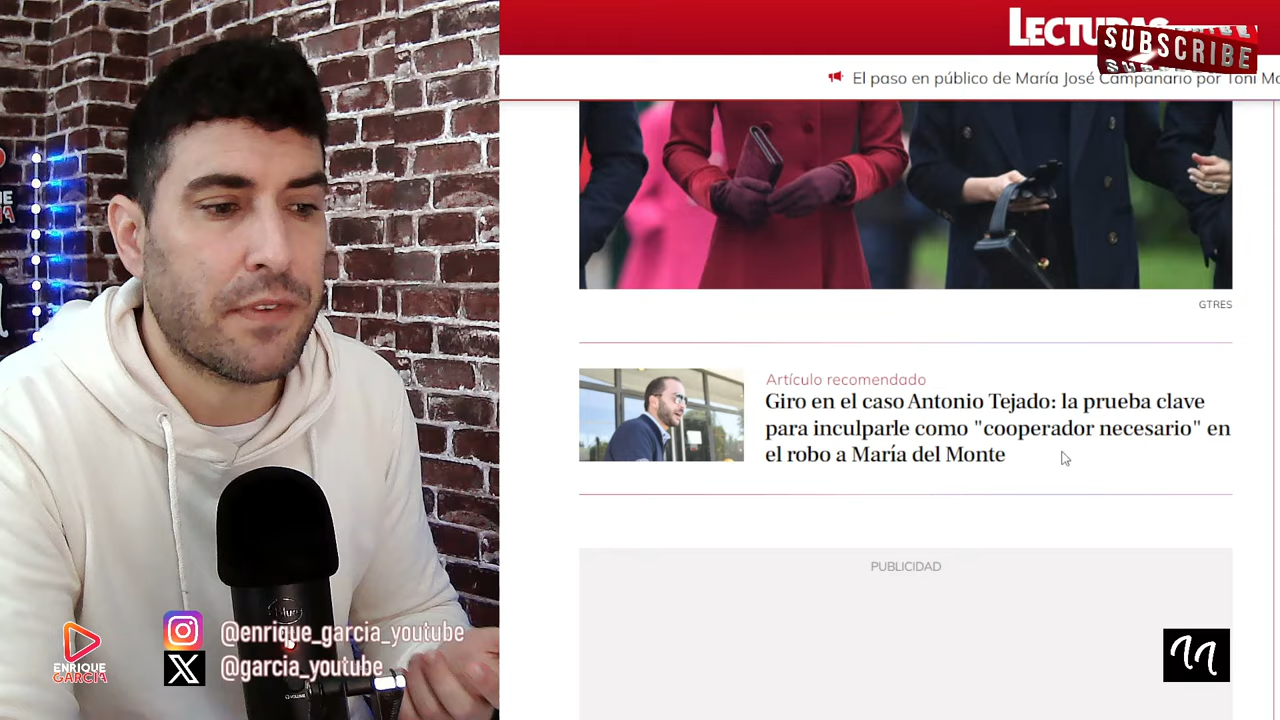 LECTURAS
SUBSCRIBE
El paso en público de María José Campanario por Toni Mo
GTRES
Artículo recomendado
Giro en el caso Antonio Tejado: la prueba clave
para inculparle como "cooperador necesario" en
el robo a María del Monte
PUBLICIDAD
@enrique_garcia_youtube
@garcia_youtube
ENRIQUE
GARCIA